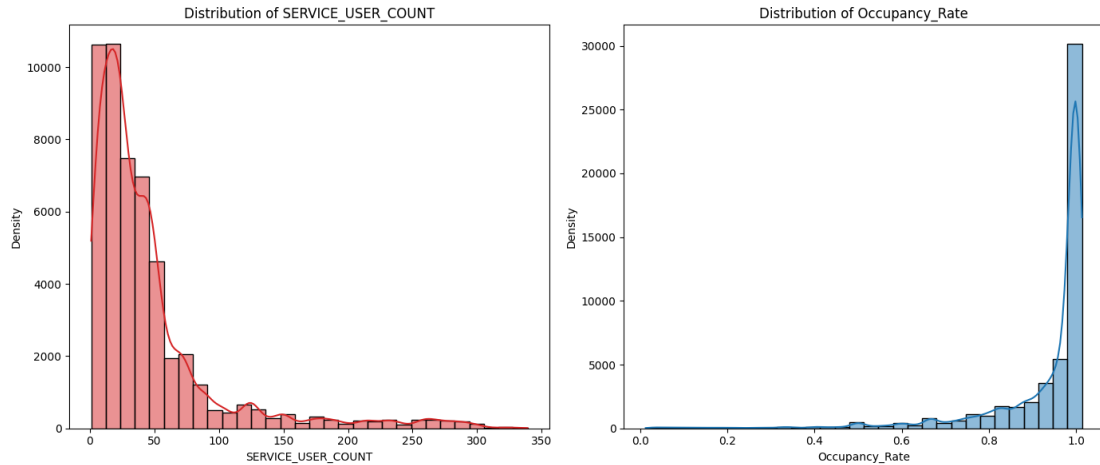 Distribution of SERVICE_USER_COUNT
10000
8000
6000
4000
2000
0
Density
0 50 100 150 200 250 300 350
SERVICE_USER_COUNT
Distribution of Occupancy_Rate
30000
25000
20000
15000
10000
5000
0
Density
0.0 0.2 0.4 0.6 0.8 1.0
Occupancy_Rate